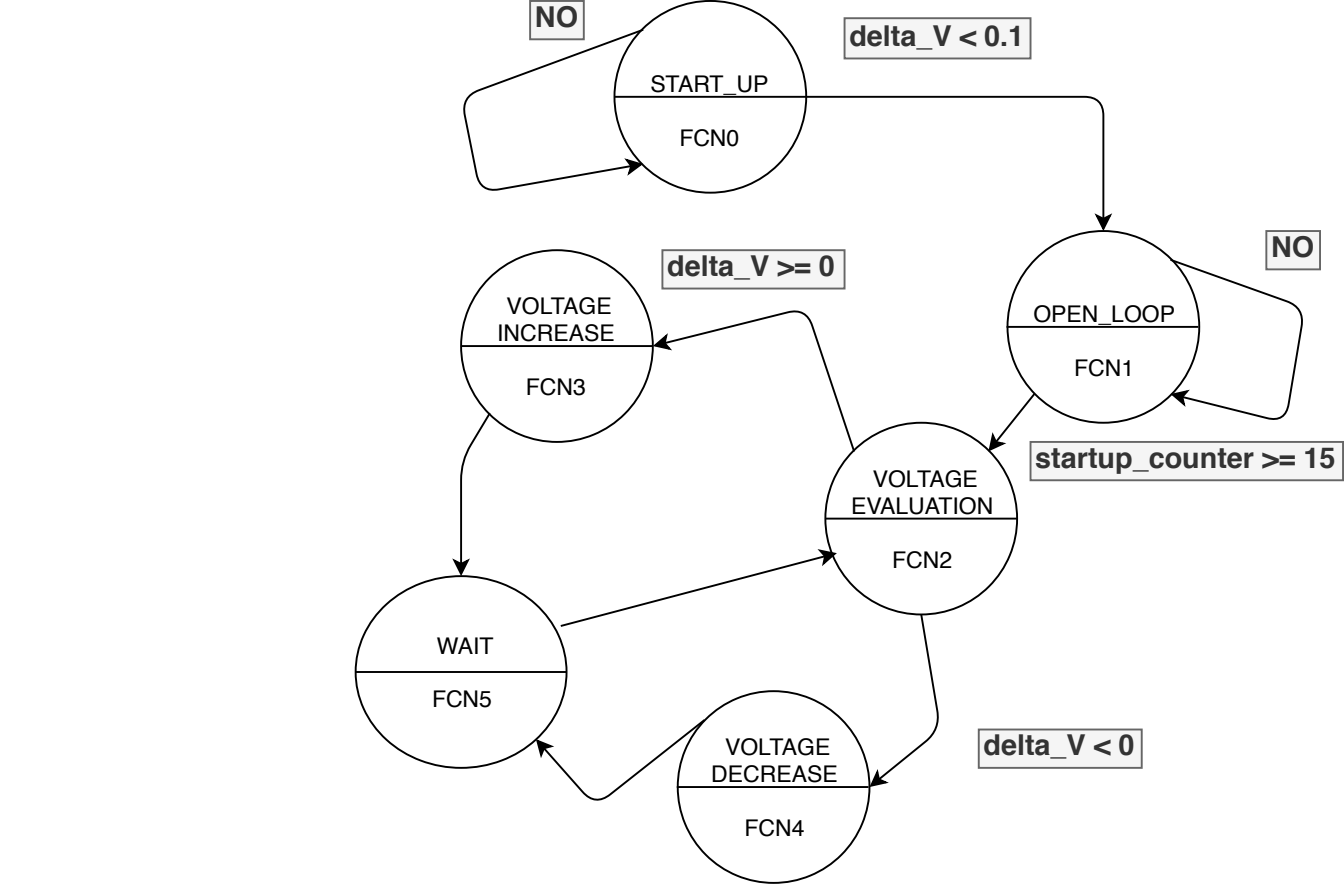 NO
delta_V < 0.1
START_UP
FCN0
NO
delta_V >= 0
VOLTAGE
INCREASE
FCN3
OPEN_LOOP
FCN1
startup_counter >= 15
VOLTAGE
EVALUATION
FCN2
WAIT
FCN5
delta_V < 0
VOLTAGE
DECREASE
FCN4